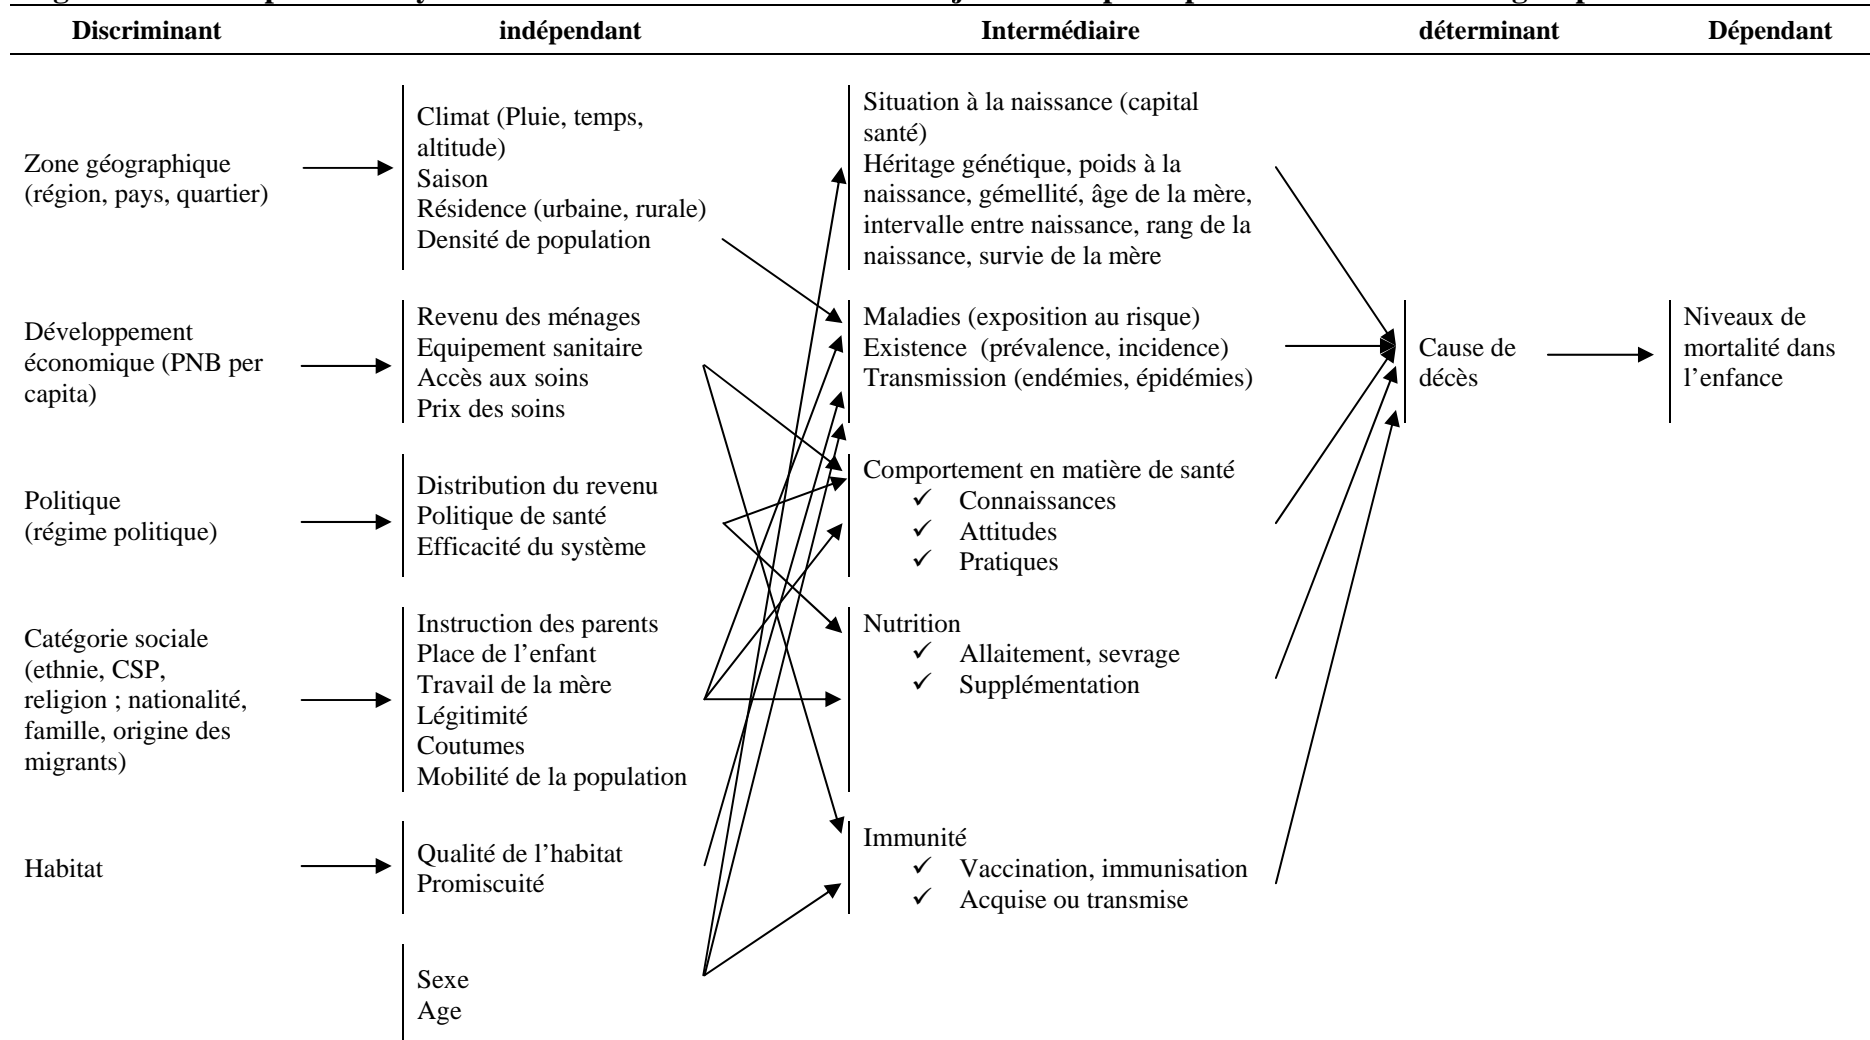 Discriminant
indépendant
Intermédiaire
déterminant
Dépendant
Zone géographique
(région, pays, quartier)
Climat (Pluie, temps,
altitude)
Saison
Résidence (urbaine, rurale)
Densité de population
Situation à la naissance (capital
santé)
Héritage génétique, poids à la
naissance, gémellité, âge de la mère,
intervalle entre naissance, rang de la
naissance, survie de la mère
Développement
économique (PNB per
capita)
Revenu des ménages
Equipement sanitaire
Accès aux soins
Prix des soins
Maladies (exposition au risque)
Existence (prévalence, incidence)
Transmission (endémies, épidémies)
Cause de
décès
Niveaux de
mortalité dans
l’enfance
Politique
(régime politique)
Distribution du revenu
Politique de santé
Efficacité du système
Comportement en matière de santé
✓ Connaissances
✓ Attitudes
✓ Pratiques
Catégorie sociale
(ethnie, CSP,
religion ; nationalité,
famille, origine des
migrants)
Instruction des parents
Place de l’enfant
Travail de la mère
Légitimité
Coutumes
Mobilité de la population
Nutrition
✓ Allaitement, sevrage
✓ Supplémentation
Habitat
Qualité de l’habitat
Promiscuité
Immunité
✓ Vaccination, immunisation
✓ Acquise ou transmise
Sexe
Age